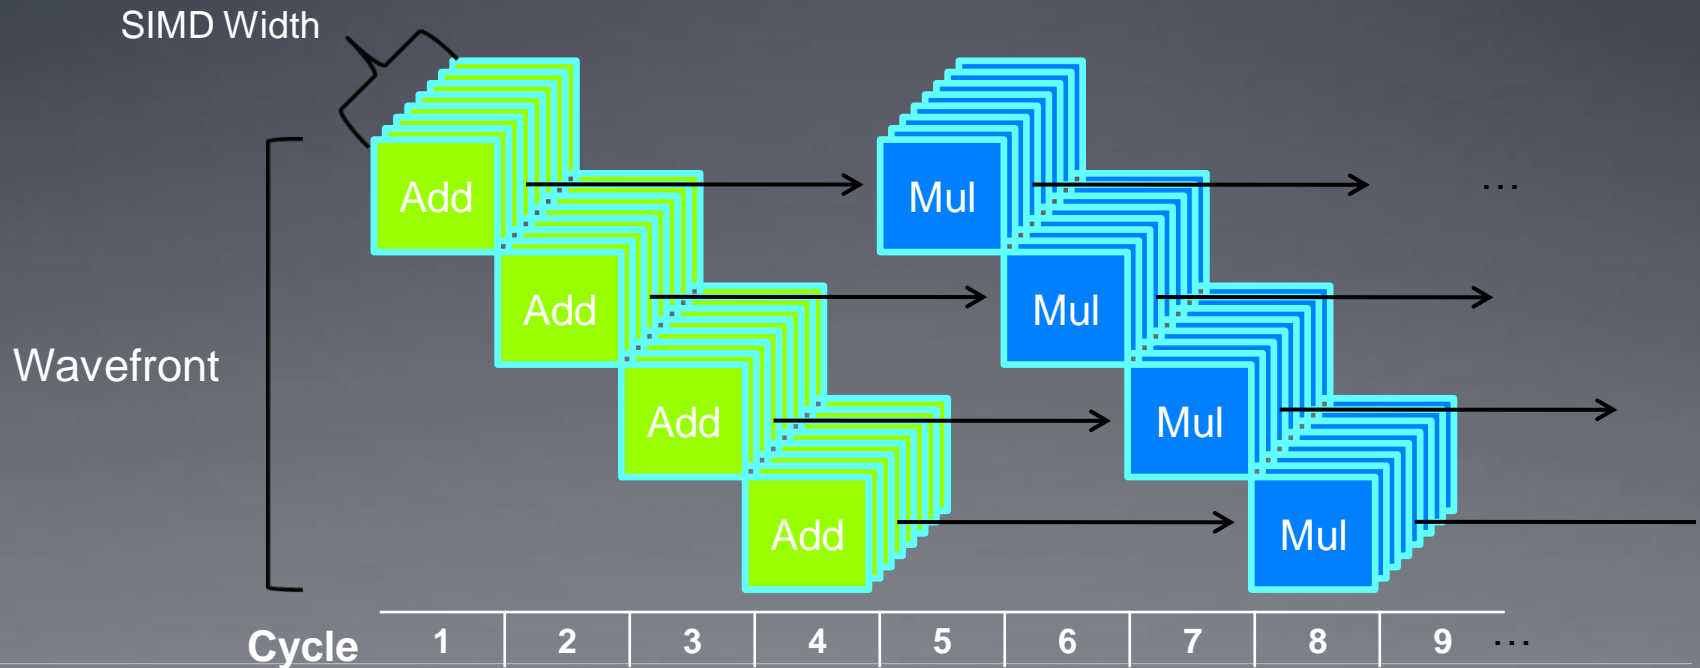 SIMD Width
Add Mul ...
Add Mul
Wavefront
Add Mul
Add Mul
Cycle 1 2 3 4 5 6 7 8 9 ...